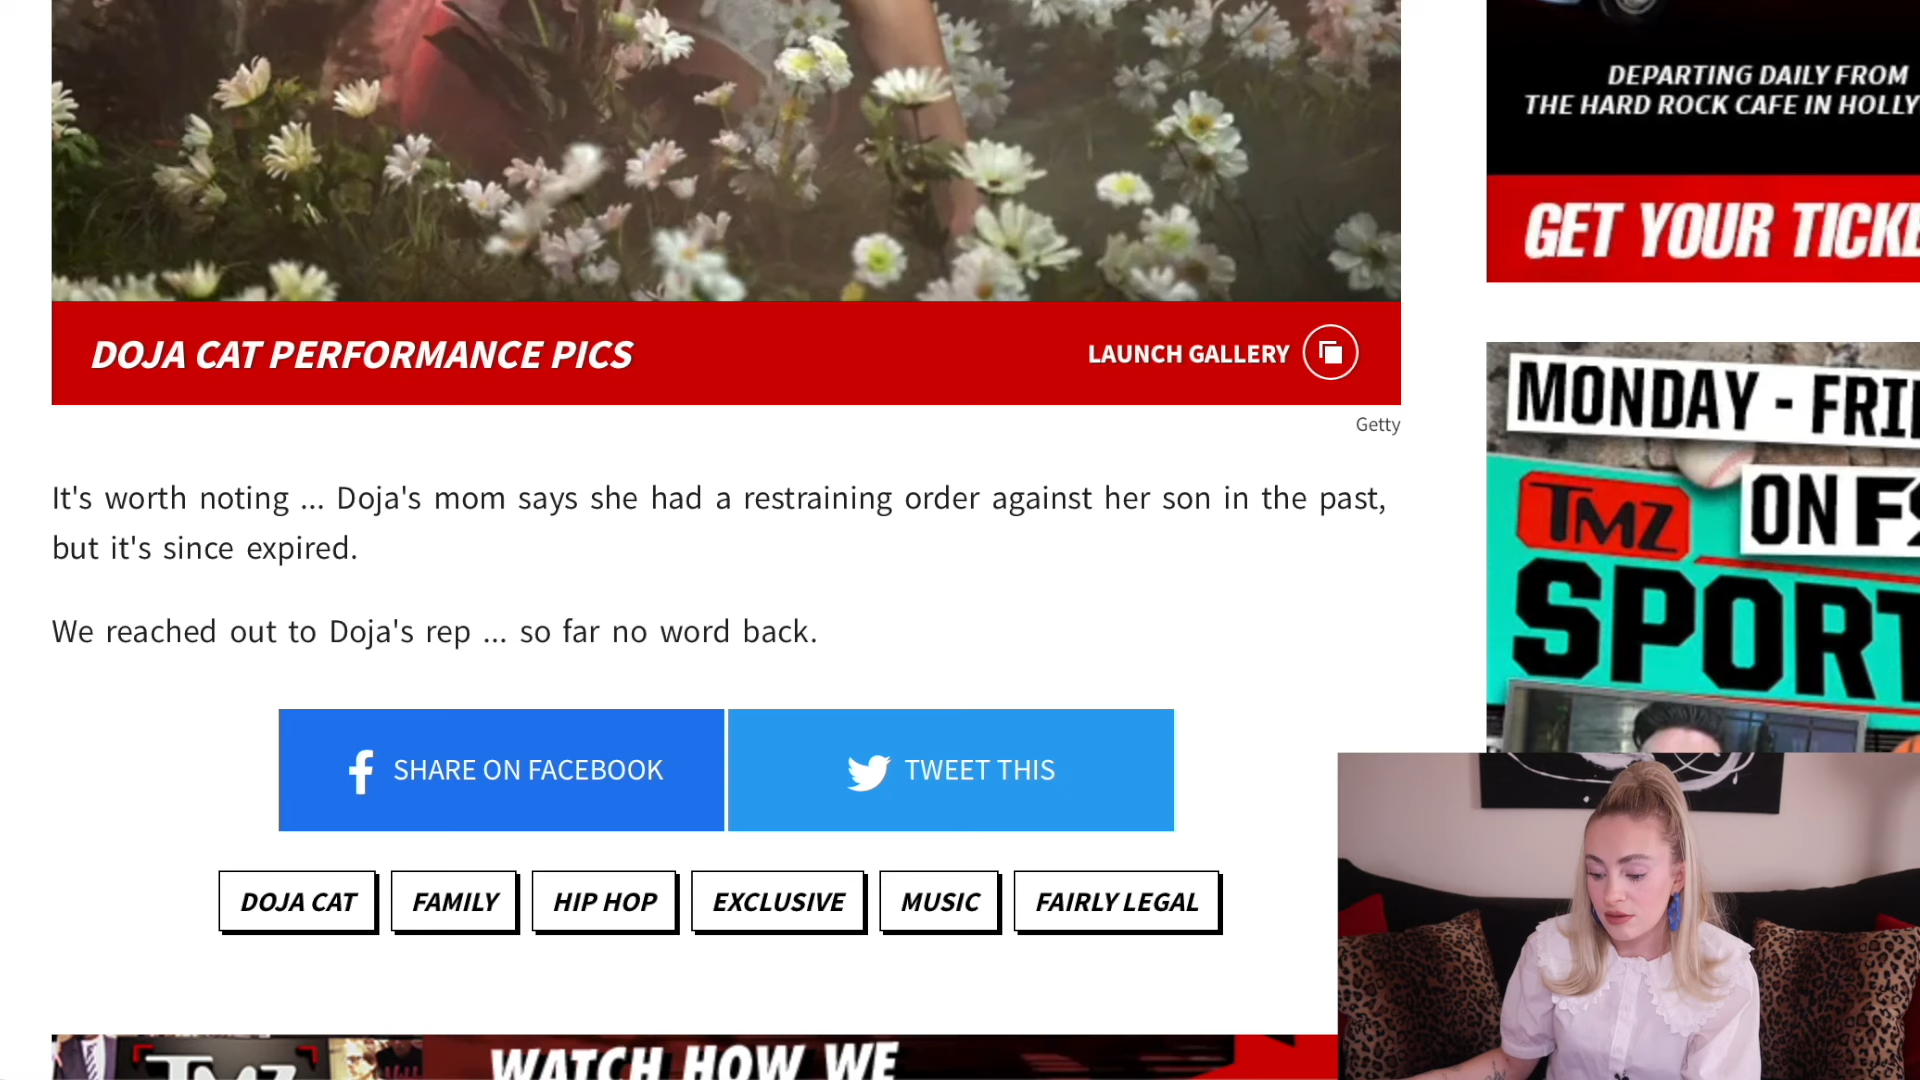 DEPARTING DAILY FROM
THE HARD ROCK CAFE IN HOLLY
GET YOUR TICKE
DOJA CAT PERFORMANCE PICS
LAUNCH GALLERY
Getty
It's worth noting ... Doja's mom says she had a restraining order against her son in the past,
but it's since expired.
We reached out to Doja's rep ... so far no word back.
SHARE ON FACEBOOK
TWEET THIS
DOJA CAT
FAMILY
HIP HOP
EXCLUSIVE
MUSIC
FAIRLY LEGAL
MONDAY - FRI
TMZ
ON FS
SPORT
TMZ
WATCH HOW WE